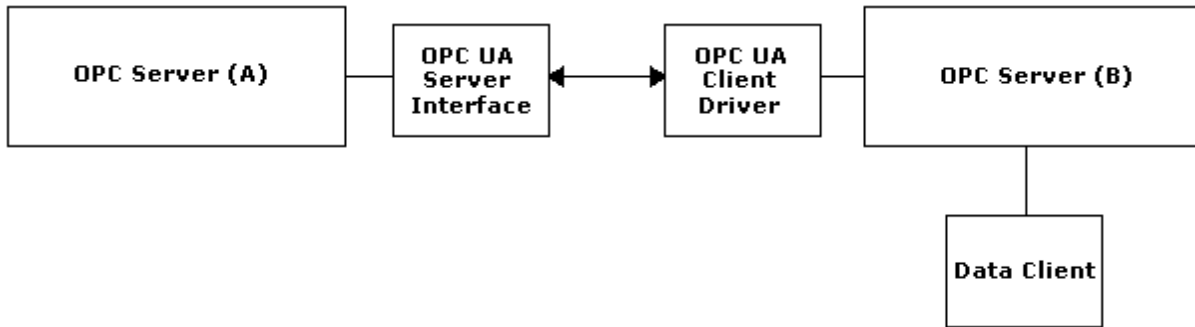 OPC Server (A)
OPC UA
Server
Interface
OPC UA
Client
Driver
OPC Server (B)
Data Client